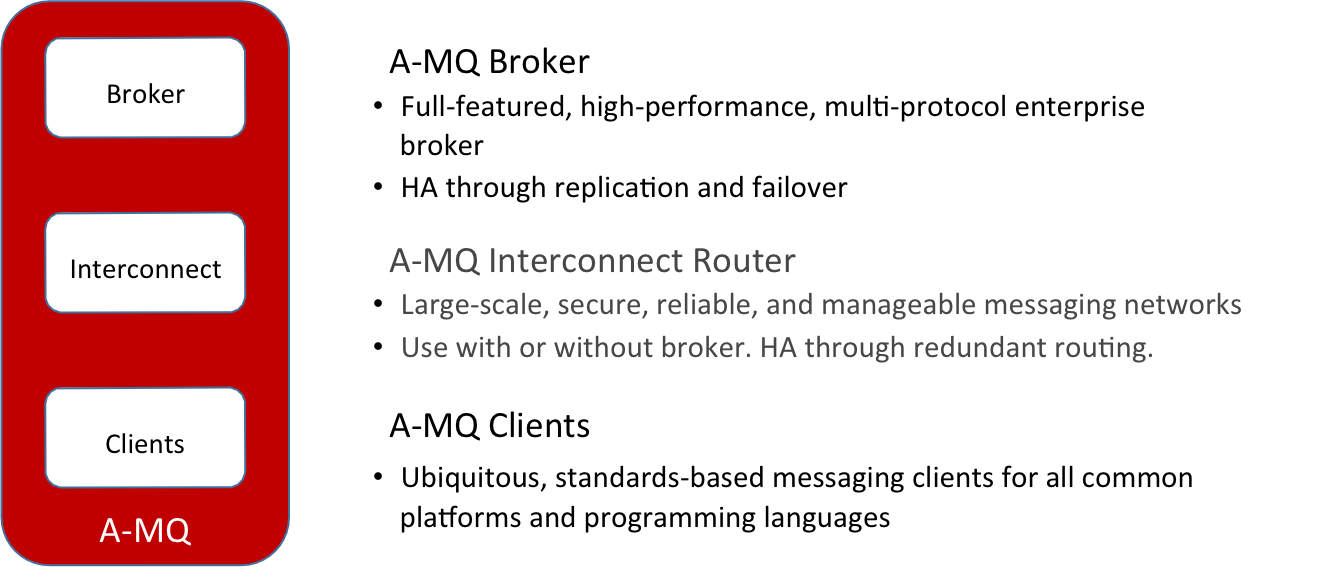 Broker
Interconnect
Clients
A-MQ
A-MQ Broker
• Full-featured, high-performance, multi-protocol enterprise
broker
• HA through replication and failover
A-MQ Interconnect Router
• Large-scale, secure, reliable, and manageable messaging networks
• Use with or without broker. HA through redundant routing.
A-MQ Clients
• Ubiquitous, standards-based messaging clients for all common
platforms and programming languages